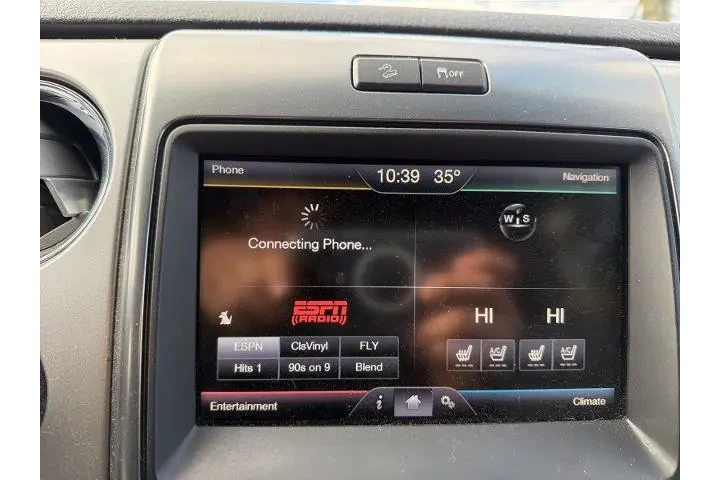 OFF
Phone
10:39 35°
Navigation
W S
Connecting Phone...
ESPN
RADIO
HI HI
ESPN ClsVinyl FLY
Hits 1 90s on 9 Blend
A/C A/C
Entertainment
i
Climate